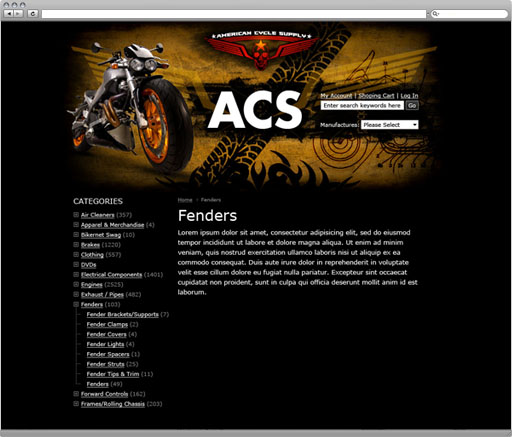 AMERICAN CYCLE SUPPLY
ACS
My Account | Shoping Cart | Log In
Enter search keywords here Go
Manufactures: Please Select
CATEGORIES
Air Cleaners (357)
Apparel & Merchandise (4)
Bikernet Swag (10)
Brakes (1220)
Clothing (557)
DVDs
Electrical Components (1401)
Engines (2525)
Exhaust / Pipes (482)
Fenders (103)
Fender Brackets/Supports (7)
Fender Clamps (2)
Fender Covers (4)
Fender Lights (4)
Fender Spacers (1)
Fender Struts (25)
Fender Tips & Trim (11)
Fenders (49)
Forward Controls (162)
Frames/Rolling Chassis (203)
Home > Fenders
Fenders
Lorem ipsum dolor sit amet, consectetur adipisicing elit, sed do eiusmod
tempor incididunt ut labore et dolore magna aliqua. Ut enim ad minim
veniam, quis nostrud exercitation ullamco laboris nisi ut aliquip ex ea
commodo consequat. Duis aute irure dolor in reprehenderit in voluptate
velit esse cillum dolore eu fugiat nulla pariatur. Excepteur sint occaecat
cupidatat non proident, sunt in culpa qui officia deserunt mollit anim id est
laborum.